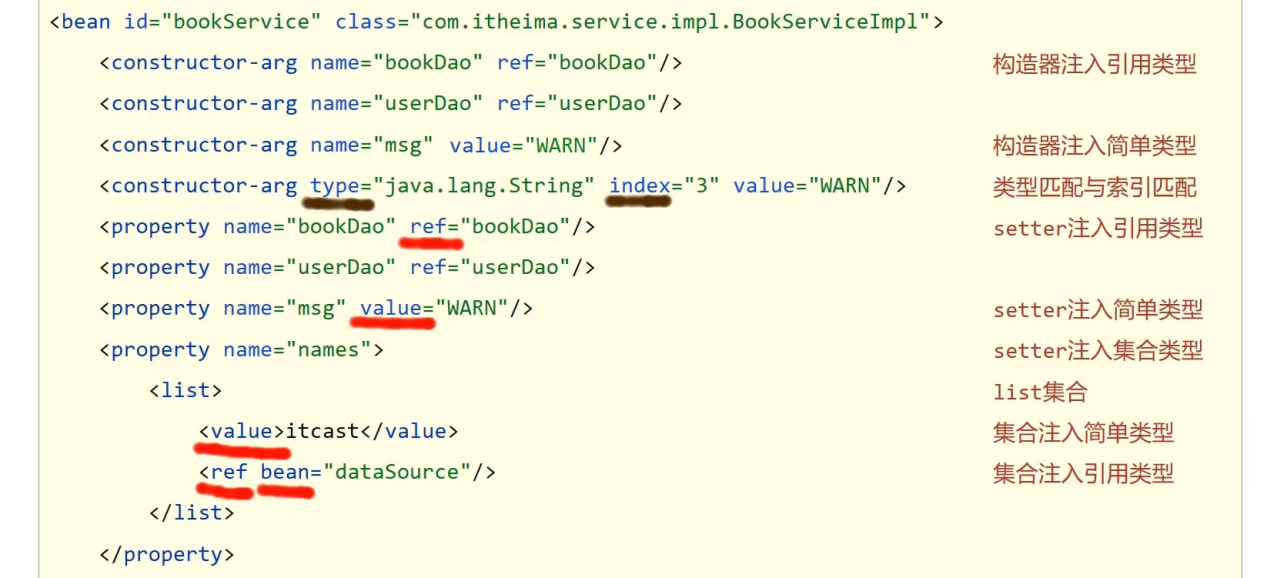 <bean id="bookService" class="com.itheima.service.impl.BookServiceImpl">
<constructor-arg name="bookDao" ref="bookDao"/> 构造器注入引用类型
<constructor-arg name="userDao" ref="userDao"/>
<constructor-arg name="msg" value="WARN"/> 构造器注入简单类型
<constructor-arg type="java.lang.String" index="3" value="WARN"/> 类型匹配与索引匹配
<property name="bookDao" ref="bookDao"/> setter注入引用类型
<property name="userDao" ref="userDao"/>
<property name="msg" value="WARN"/> setter注入简单类型
<property name="names"> setter注入集合类型
<list> list集合
<value>itcast</value> 集合注入简单类型
<ref bean="dataSource"/> 集合注入引用类型
</list>
</property>